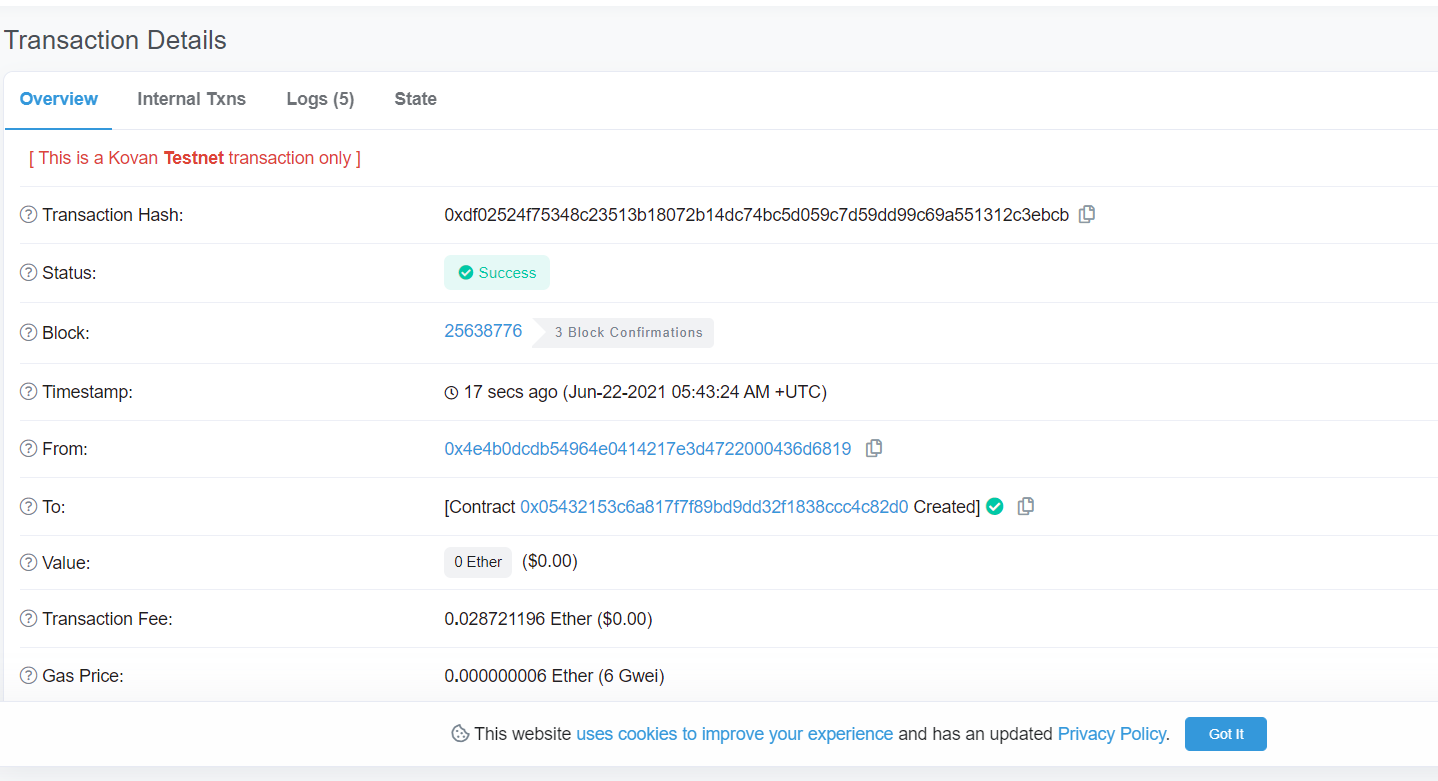 Transaction Details
Overview Internal Txns Logs (5) State
[ This is a Kovan Testnet transaction only ]
Transaction Hash: 0xdf02524f75348c23513b18072b14dc74bc5d059c7d59dd99c69a551312c3ebcb
Status: Success
Block: 25638776 3 Block Confirmations
Timestamp: 17 secs ago (Jun-22-2021 05:43:24 AM +UTC)
From: 0x4e4b0dcdb54964e0414217e3d4722000436d6819
To: [Contract 0x05432153c6a817f7f89bd9dd32f1838ccc4c82d0 Created]
Value: 0 Ether ($0.00)
Transaction Fee: 0.028721196 Ether ($0.00)
Gas Price: 0.000000006 Ether (6 Gwei)
This website uses cookies to improve your experience and has an updated Privacy Policy. Got It